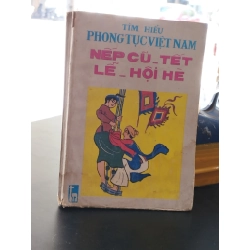 TÌM HIỂU
PHONG TỤC VIỆT NAM
NẾP CŨ - TẾT
LỄ - HỘI HÈ